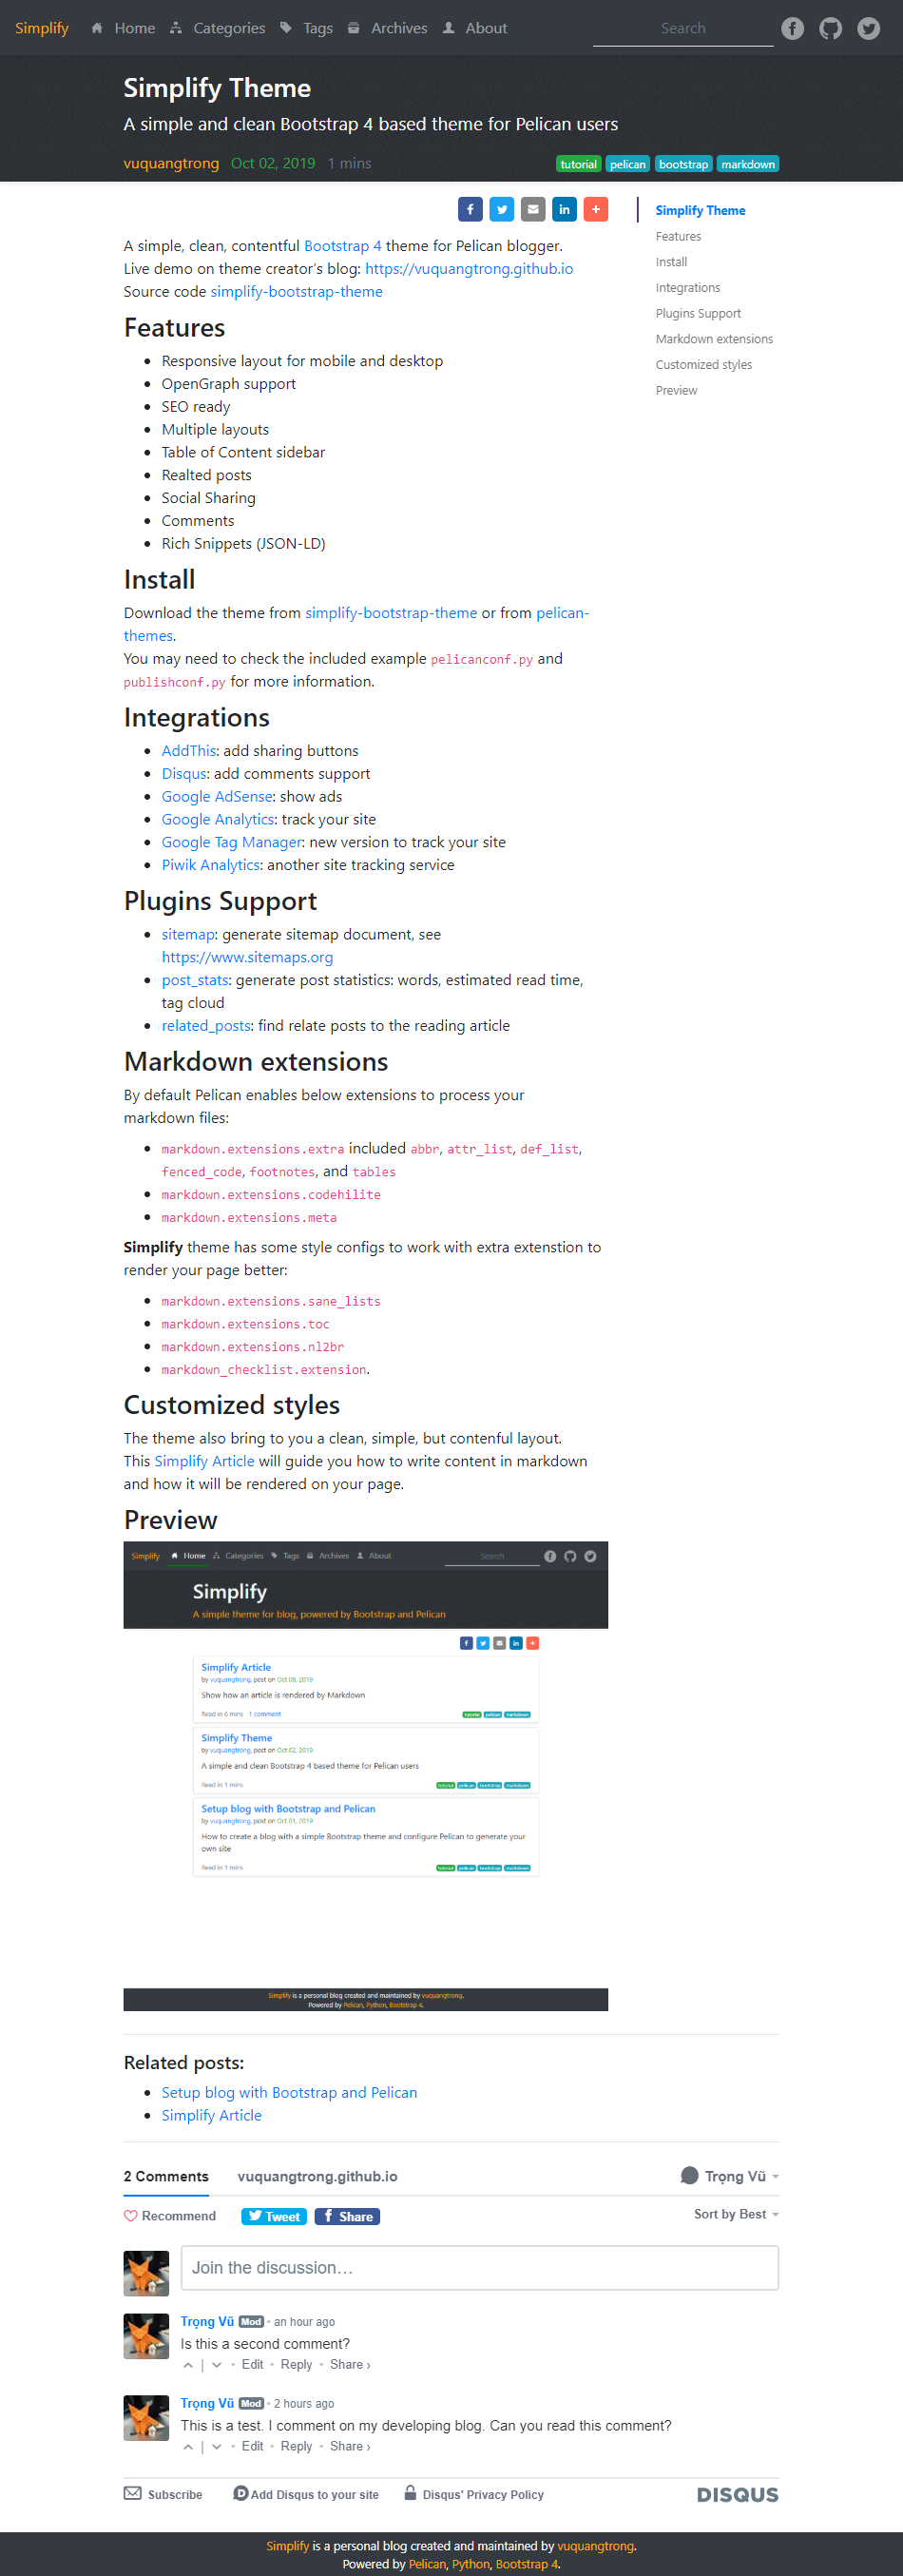 Simplify Home Categories Tags Archives About Search
Simplify Theme
A simple and clean Bootstrap 4 based theme for Pelican users
vuquangtrong Oct 02, 2019 1 mins tutorial pelican bootstrap markdown
Simplify Theme
Features
Install
Integrations
Plugins Support
Markdown extensions
Customized styles
Preview
A simple, clean, contentful Bootstrap 4 theme for Pelican blogger.
Live demo on theme creator's blog: https://vuquangtrong.github.io
Source code simplify-bootstrap-theme
Features
Responsive layout for mobile and desktop
OpenGraph support
SEO ready
Multiple layouts
Table of Content sidebar
Realted posts
Social Sharing
Comments
Rich Snippets (JSON-LD)
Install
Download the theme from simplify-bootstrap-theme or from pelican-
themes.
You may need to check the included example pelicanconf.py and
publishconf.py for more information.
Integrations
AddThis: add sharing buttons
Disqus: add comments support
Google AdSense: show ads
Google Analytics: track your site
Google Tag Manager: new version to track your site
Piwik Analytics: another site tracking service
Plugins Support
sitemap: generate sitemap document, see
https://www.sitemaps.org
post_stats: generate post statistics: words, estimated read time,
tag cloud
related_posts: find relate posts to the reading article
Markdown extensions
By default Pelican enables below extensions to process your
markdown files:
markdown.extensions.extra included abbr, attr_list, def_list,
fenced_code, footnotes, and tables
markdown.extensions.codehilite
markdown.extensions.meta
Simplify theme has some style configs to work with extra extenstion to
render your page better:
markdown.extensions.sane_lists
markdown.extensions.toc
markdown.extensions.nl2br
markdown_checklist.extension.
Customized styles
The theme also bring to you a clean, simple, but contenful layout.
This Simplify Article will guide you how to write content in markdown
and how it will be rendered on your page.
Preview
Simplify Home Categories Tags Archives About Search
Simplify
A simple theme for blog, powered by Bootstrap and Pelican
Simplify Article
by vuquangtrong, post on Oct 08, 2019
Show how an article is rendered by Markdown
Read in 6 mins 1 comment tutorial pelican markdown
Simplify Theme
by vuquangtrong, post on Oct 02, 2019
A simple and clean Bootstrap 4 based theme for Pelican users
Read in 1 mins tutorial pelican bootstrap markdown
Setup blog with Bootstrap and Pelican
by vuquangtrong, post on Oct 01, 2019
How to create a blog with a simple Bootstrap theme and configure Pelican to generate your
own site
Read in 1 mins tutorial pelican bootstrap markdown
Simplify is a personal blog created and maintained by vuquangtrong.
Powered by Pelican, Python, Bootstrap 4.
Related posts:
Setup blog with Bootstrap and Pelican
Simplify Article
2 Comments vuquangtrong.github.io Trọng Vũ
Recommend Tweet Share Sort by Best
Join the discussion…
Trọng Vũ Mod • an hour ago
Is this a second comment?
• Edit • Reply • Share ›
Trọng Vũ Mod • 2 hours ago
This is a test. I comment on my developing blog. Can you read this comment?
• Edit • Reply • Share ›
Subscribe Add Disqus to your site Disqus' Privacy Policy DISQUS
Simplify is a personal blog created and maintained by vuquangtrong.
Powered by Pelican, Python, Bootstrap 4.